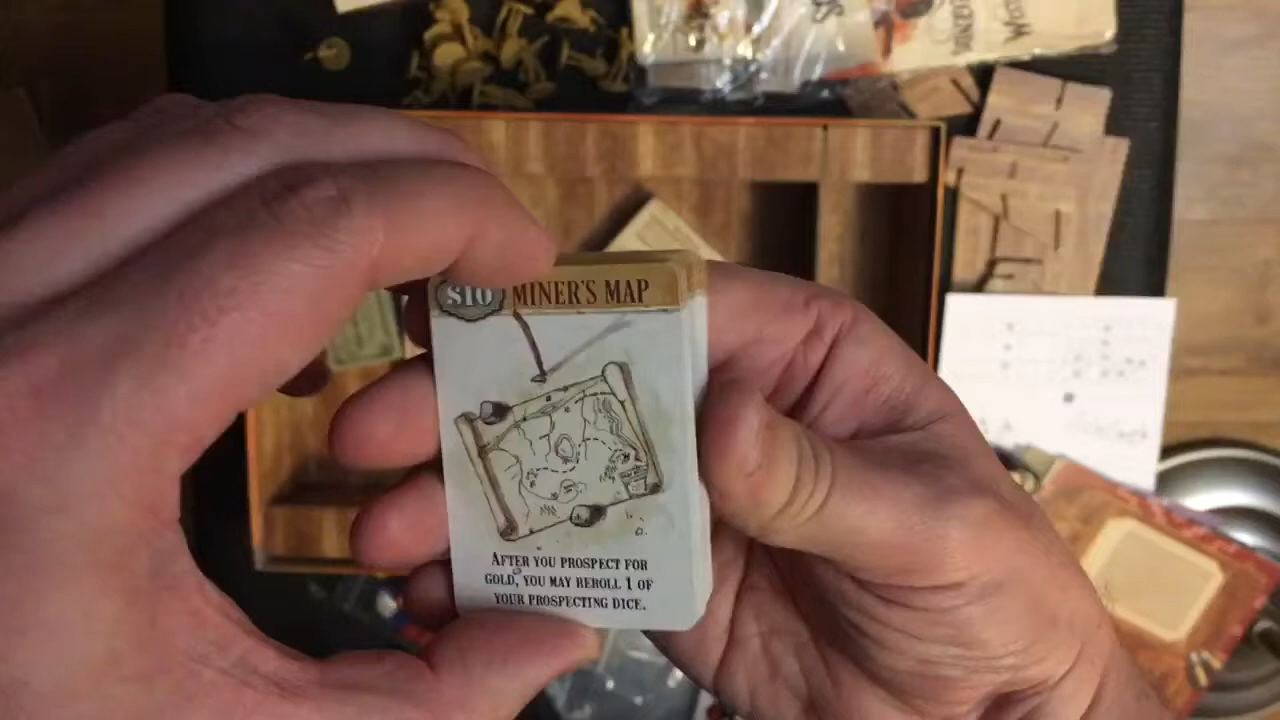 $10 MINER'S MAP
AFTER YOU PROSPECT FOR
GOLD, YOU MAY REROLL 1 OF
YOUR PROSPECTING DICE.